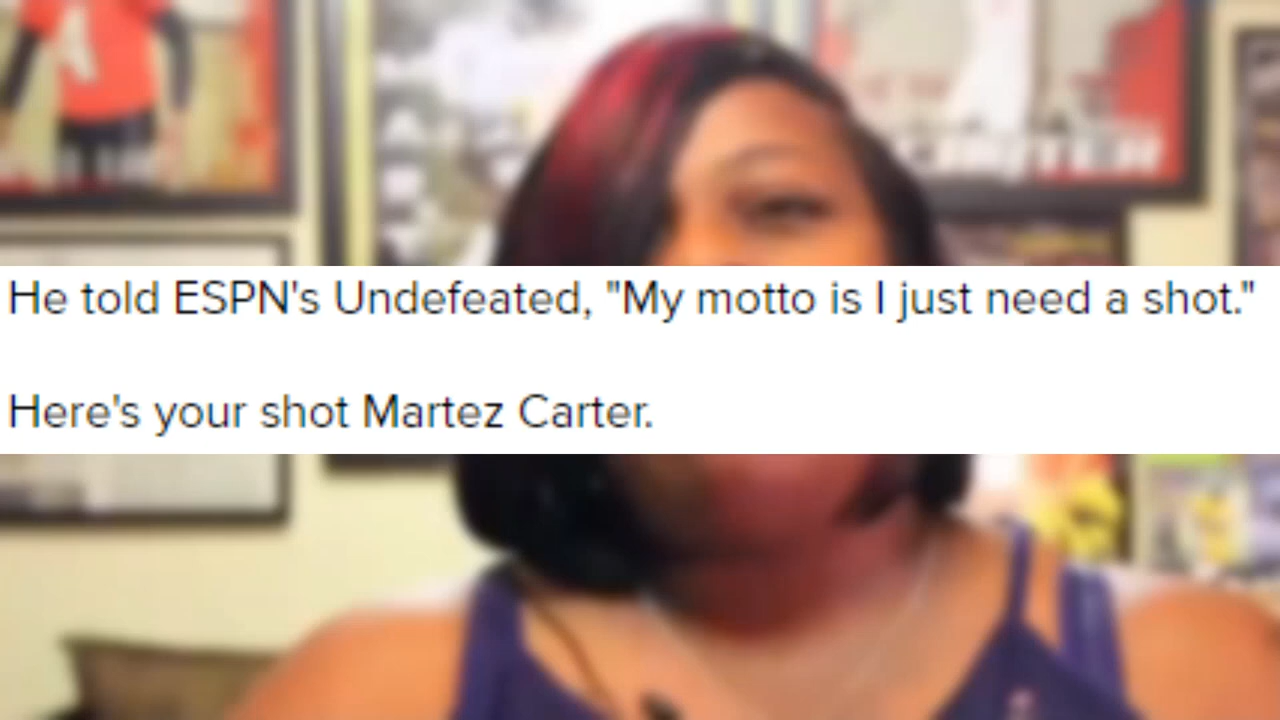 He told ESPN's Undefeated, "My motto is I just need a shot."
Here's your shot Martez Carter.